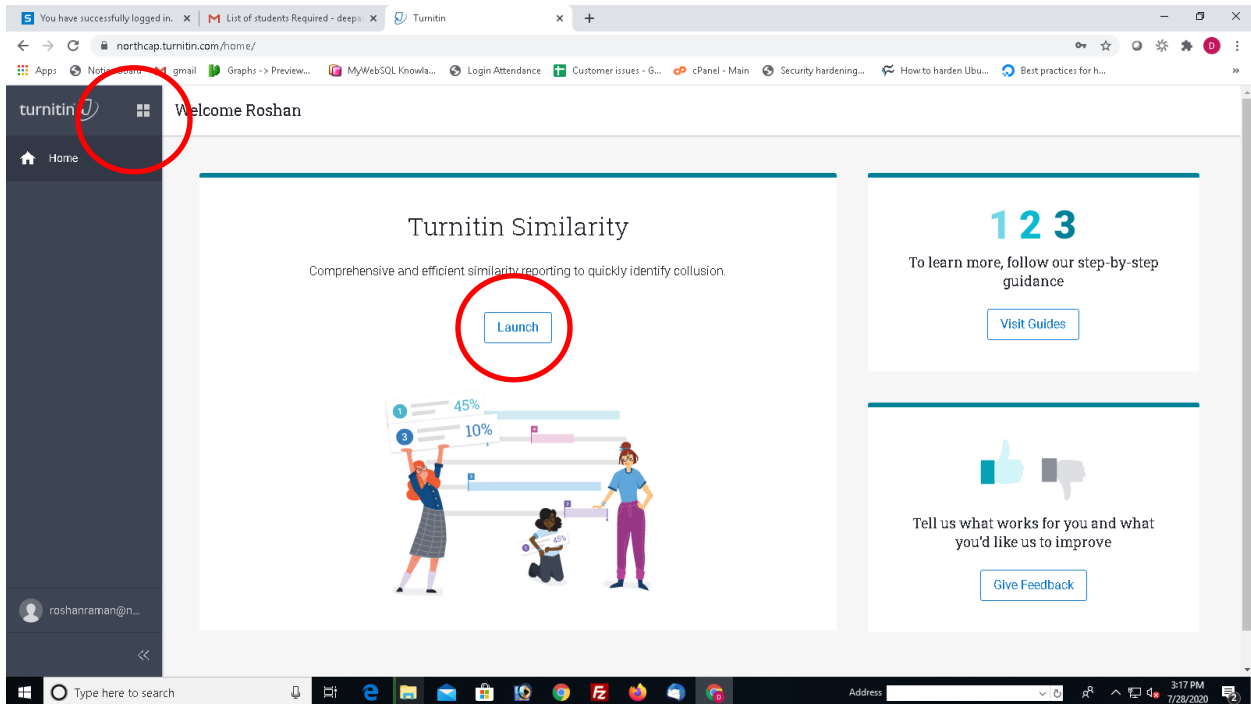 You have successfully logged in.
List of students Required - deepa
Turnitin
northcap.turnitin.com/home/
D
Apps
gmail
Graphs -> Preview...
MyWebSQL Knowla...
Login Attendance
Customer issues - G...
cPanel - Main
Security hardening...
How to harden Ubu...
Best practices for h...
turnitin
Welcome Roshan
Home
Turnitin Similarity
Comprehensive and efficient similarity reporting to quickly identify collusion.
Launch
1 45%
3 10%
45%
1 2 3
To learn more, follow our step-by-step
guidance
Visit Guides
Tell us what works for you and what
you'd like us to improve
Give Feedback
roshanraman@n...
Type here to search
Address
3:17 PM
7/28/2020
2